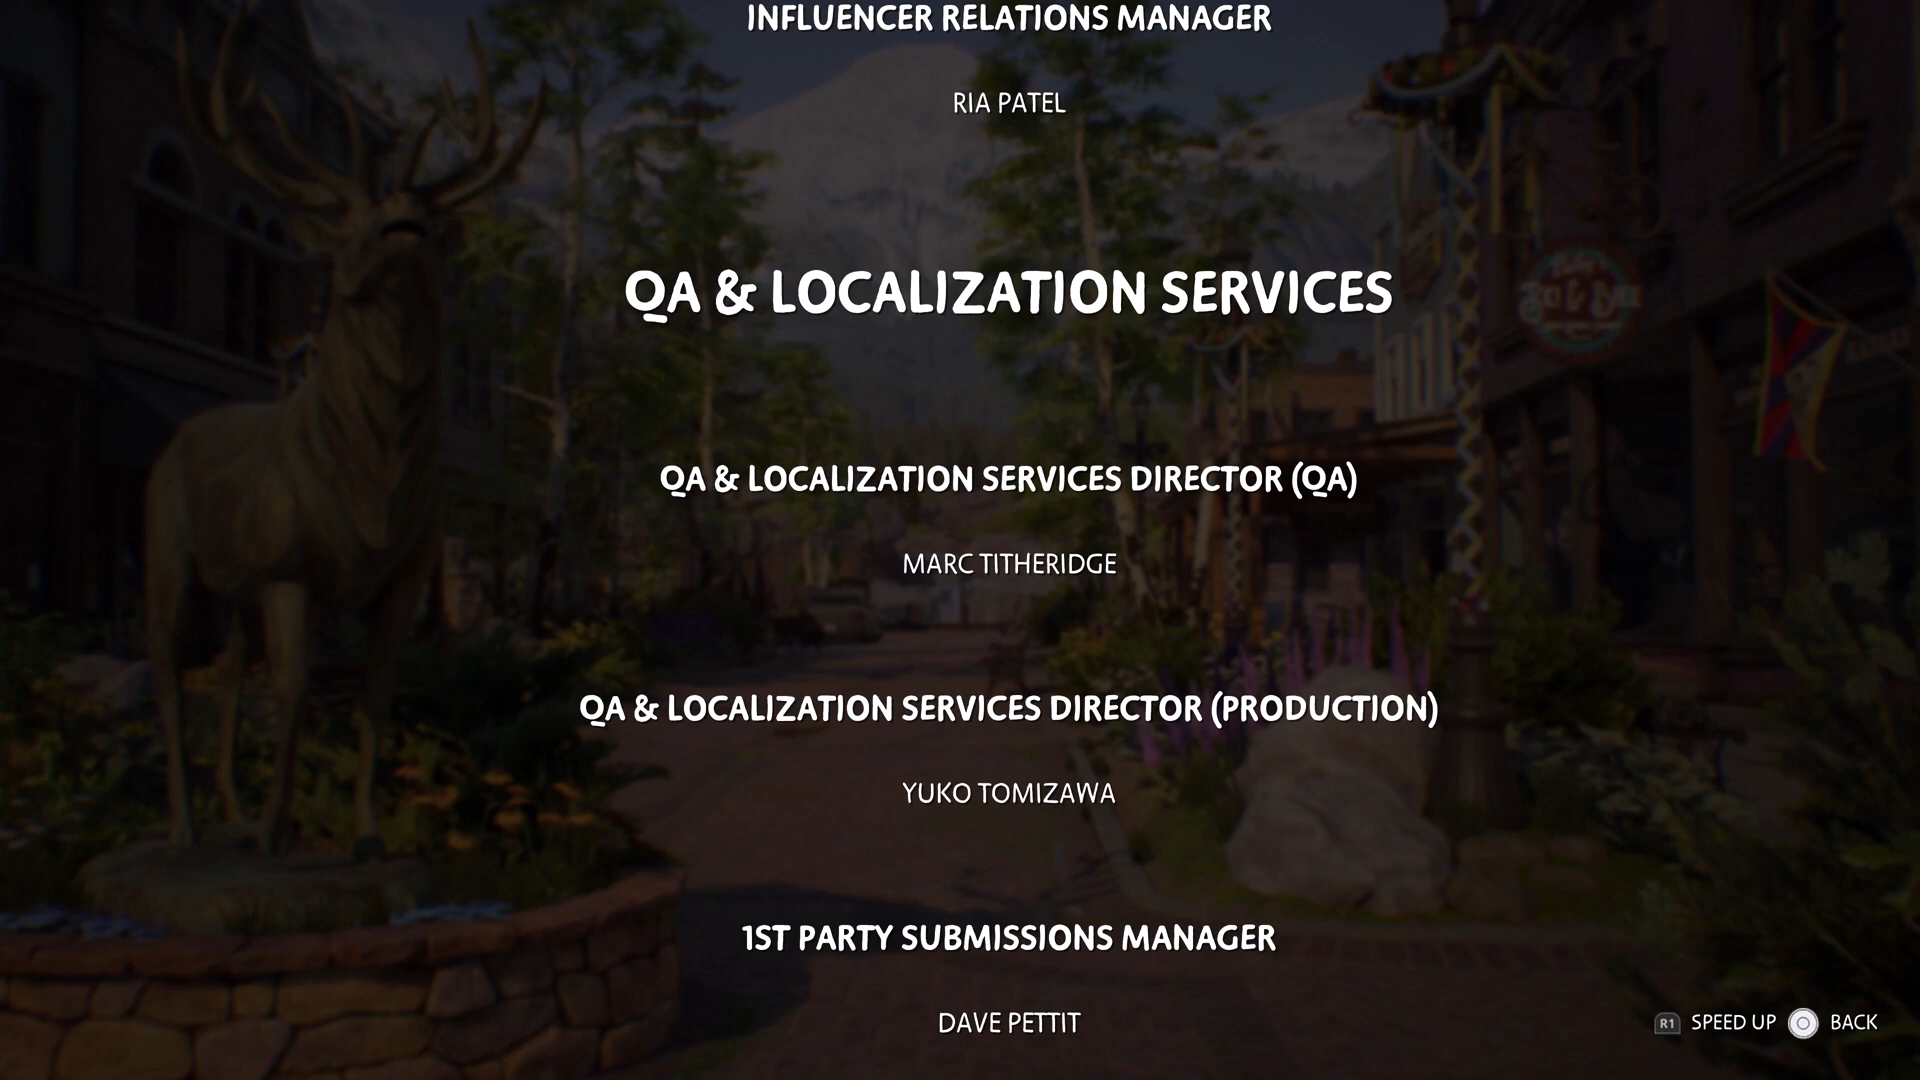 INFLUENCER RELATIONS MANAGER
RIA PATEL
QA & LOCALIZATION SERVICES
QA & LOCALIZATION SERVICES DIRECTOR (QA)
MARC TITHERIDGE
QA & LOCALIZATION SERVICES DIRECTOR (PRODUCTION)
YUKO TOMIZAWA
1ST PARTY SUBMISSIONS MANAGER
DAVE PETTIT
R1 SPEED UP BACK